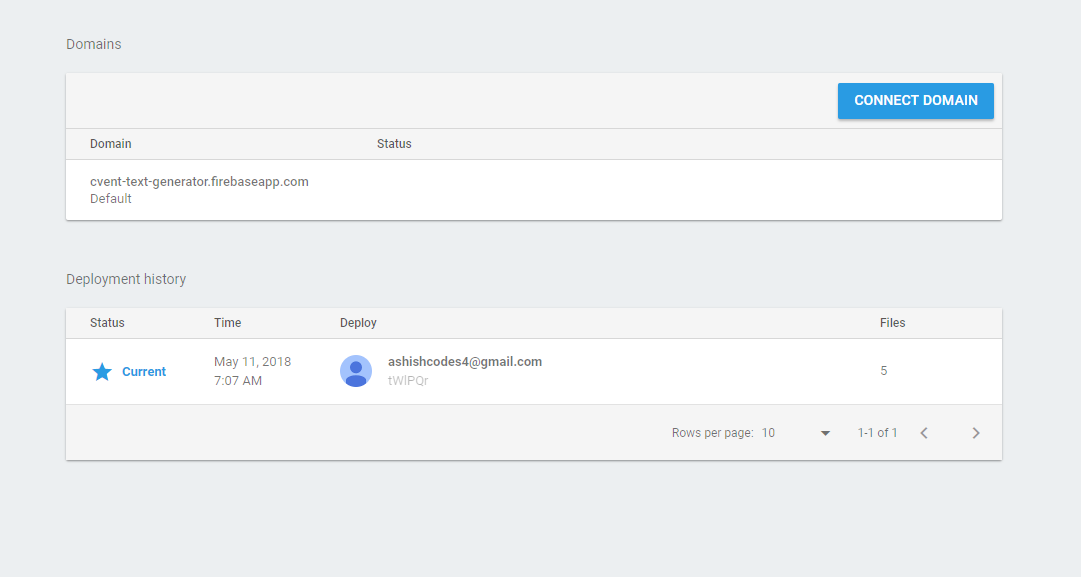 Domains
CONNECT DOMAIN
Domain Status
cvent-text-generator.firebaseapp.com
Default
Deployment history
Status Time Deploy Files
Current May 11, 2018 7:07 AM ashishcodes4@gmail.com tWlPQr 5
Rows per page: 10 1-1 of 1